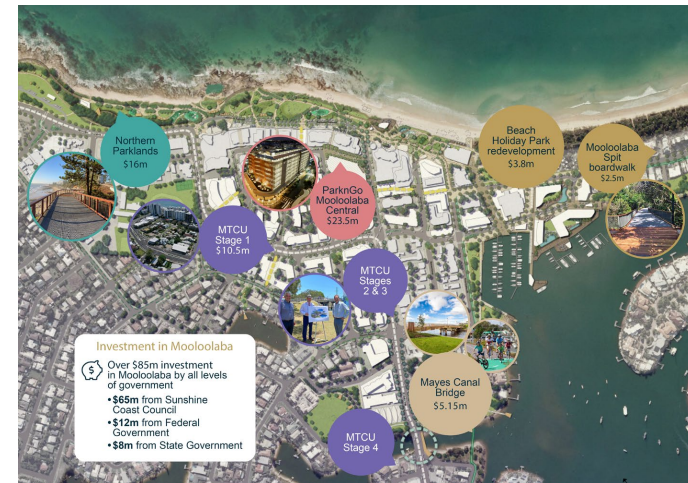 Northern
Parklands
$16m
MTCU
Stage 1
$10.5m
ParknGo
Mooloolaba
Central
$23.5m
MTCU
Stages
2 & 3
Beach
Holiday Park
redevelopment
$3.8m
Mooloolaba
Spit
boardwalk
$2.5m
Mayes Canal
Bridge
$5.15m
MTCU
Stage 4
Investment in Mooloolaba
$
Over $85m investment
in Mooloolaba by all levels
of government
• $65m from Sunshine
Coast Council
• $12m from Federal
Government
• $8m from State Government